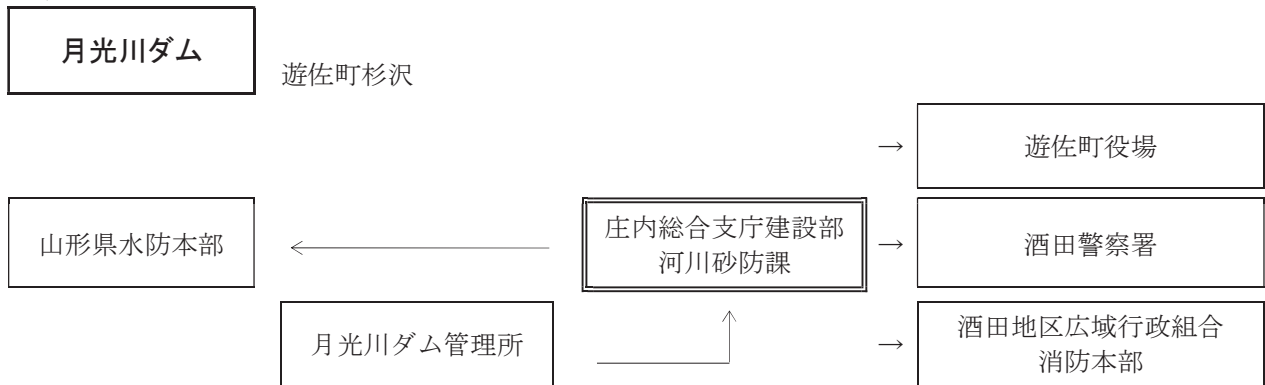 月光川ダム
遊佐町杉沢
→
遊佐町役場
山形県水防本部
←
庄内総合支庁建設部
河川砂防課
→
酒田警察署
月光川ダム管理所
→
酒田地区広域行政組合
消防本部